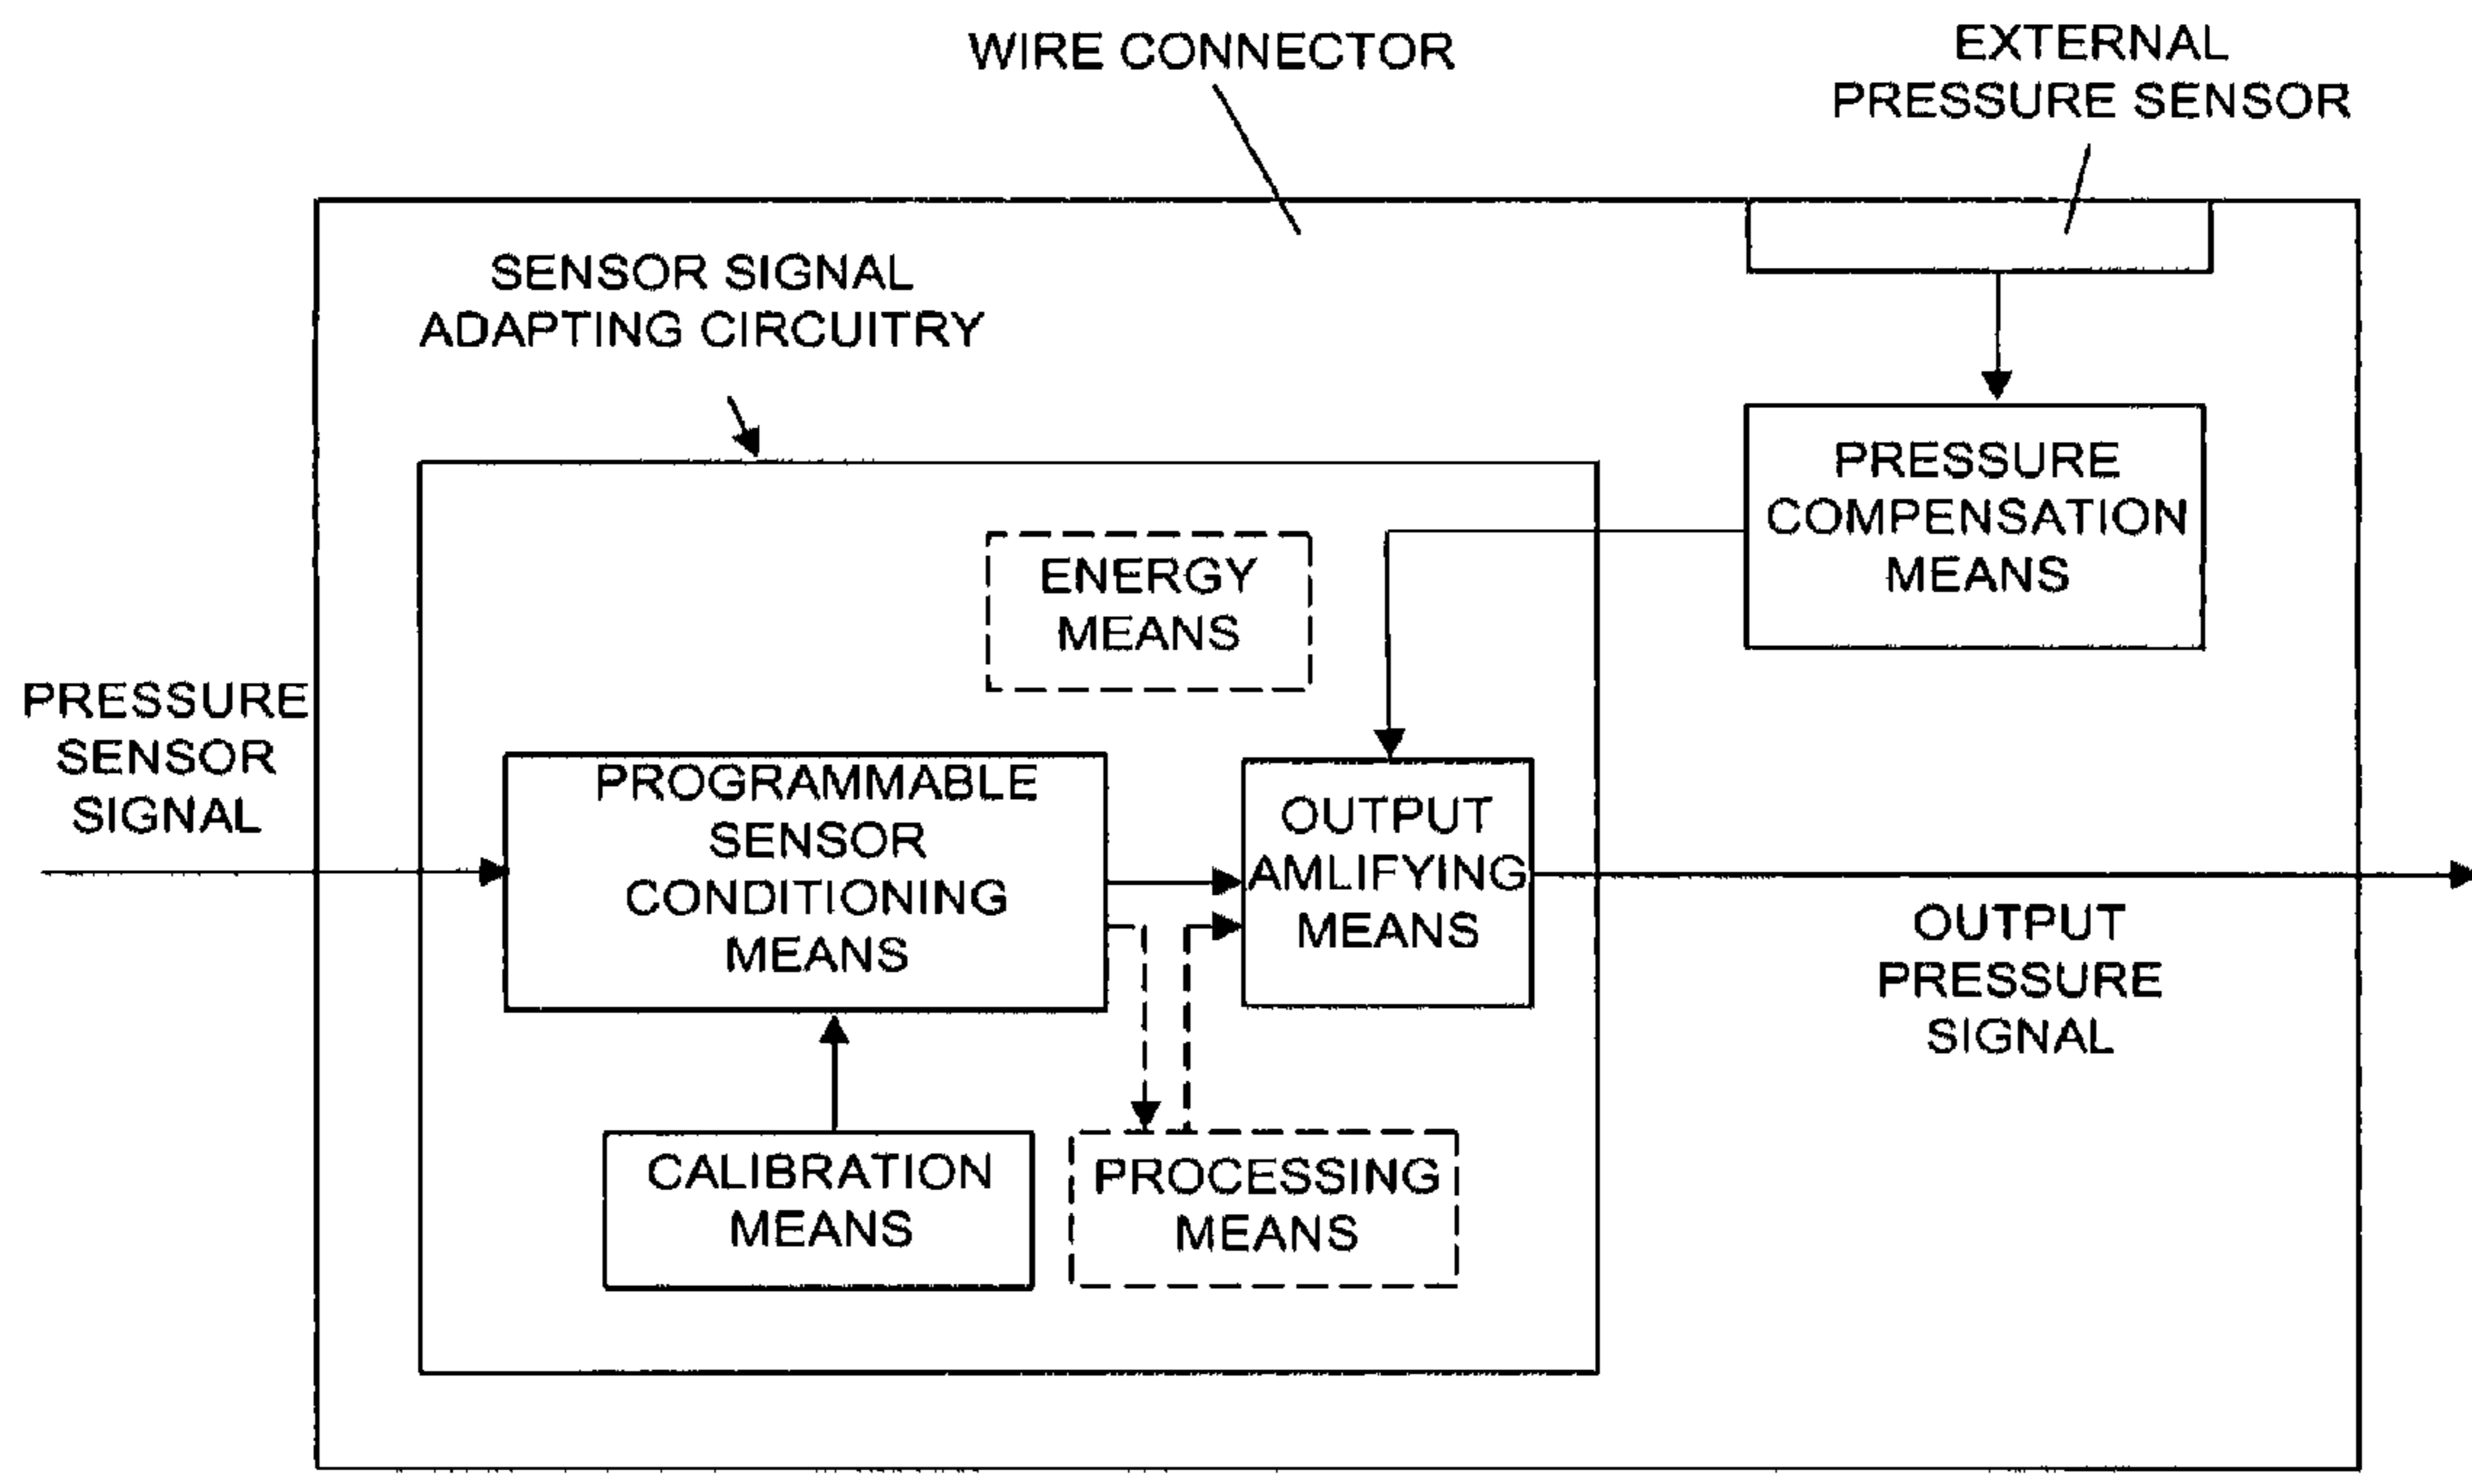 WIRE CONNECTOR
EXTERNAL
PRESSURE SENSOR
SENSOR SIGNAL
ADAPTING CIRCUITRY
PRESSURE
COMPENSATION
MEANS
ENERGY
MEANS
PRESSURE
SENSOR
SIGNAL
PROGRAMMABLE
SENSOR
CONDITIONING
MEANS
OUTPUT
AMLIFYING
MEANS
OUTPUT
PRESSURE
SIGNAL
CALIBRATION
MEANS
PROCESSING
MEANS